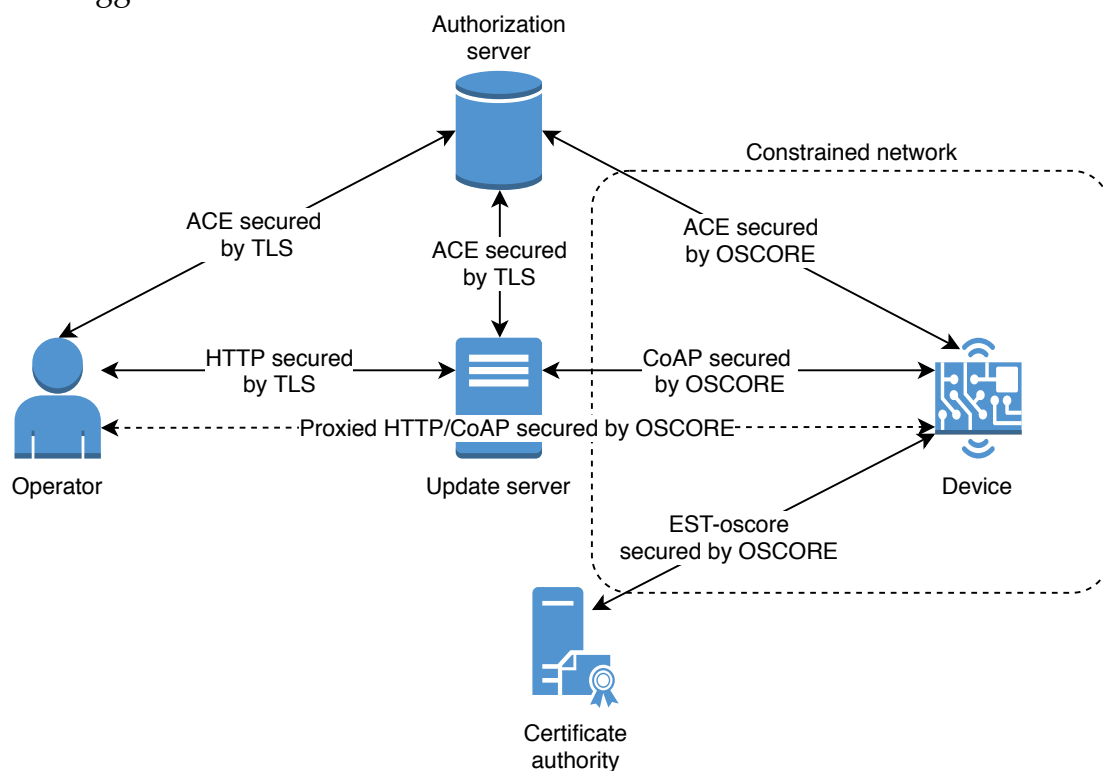 Authorization
server
Constrained network
ACE secured
by TLS
ACE secured
by TLS
ACE secured
by OSCORE
HTTP secured
by TLS
CoAP secured
by OSCORE
Proxied HTTP/CoAP secured by OSCORE
Operator
Update server
Device
EST-oscore
secured by OSCORE
Certificate
authority